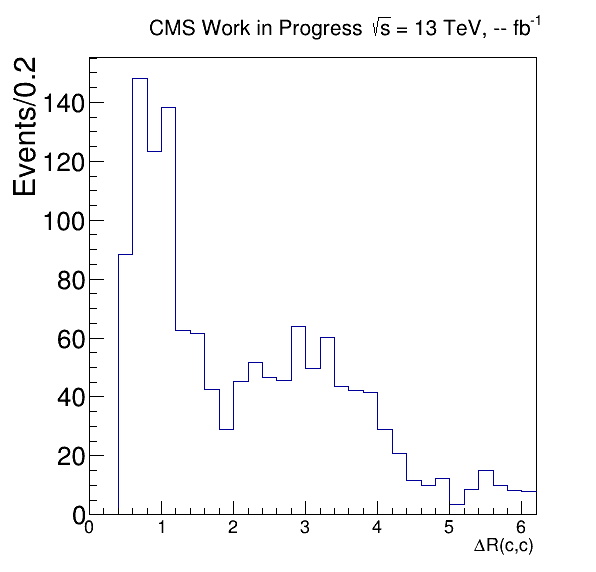 CMS Work in Progress √s = 13 TeV, -- fb⁻¹
Events/0.2
140
120
100
80
60
40
20
0
0 1 2 3 4 5 6
ΔR(c,c)